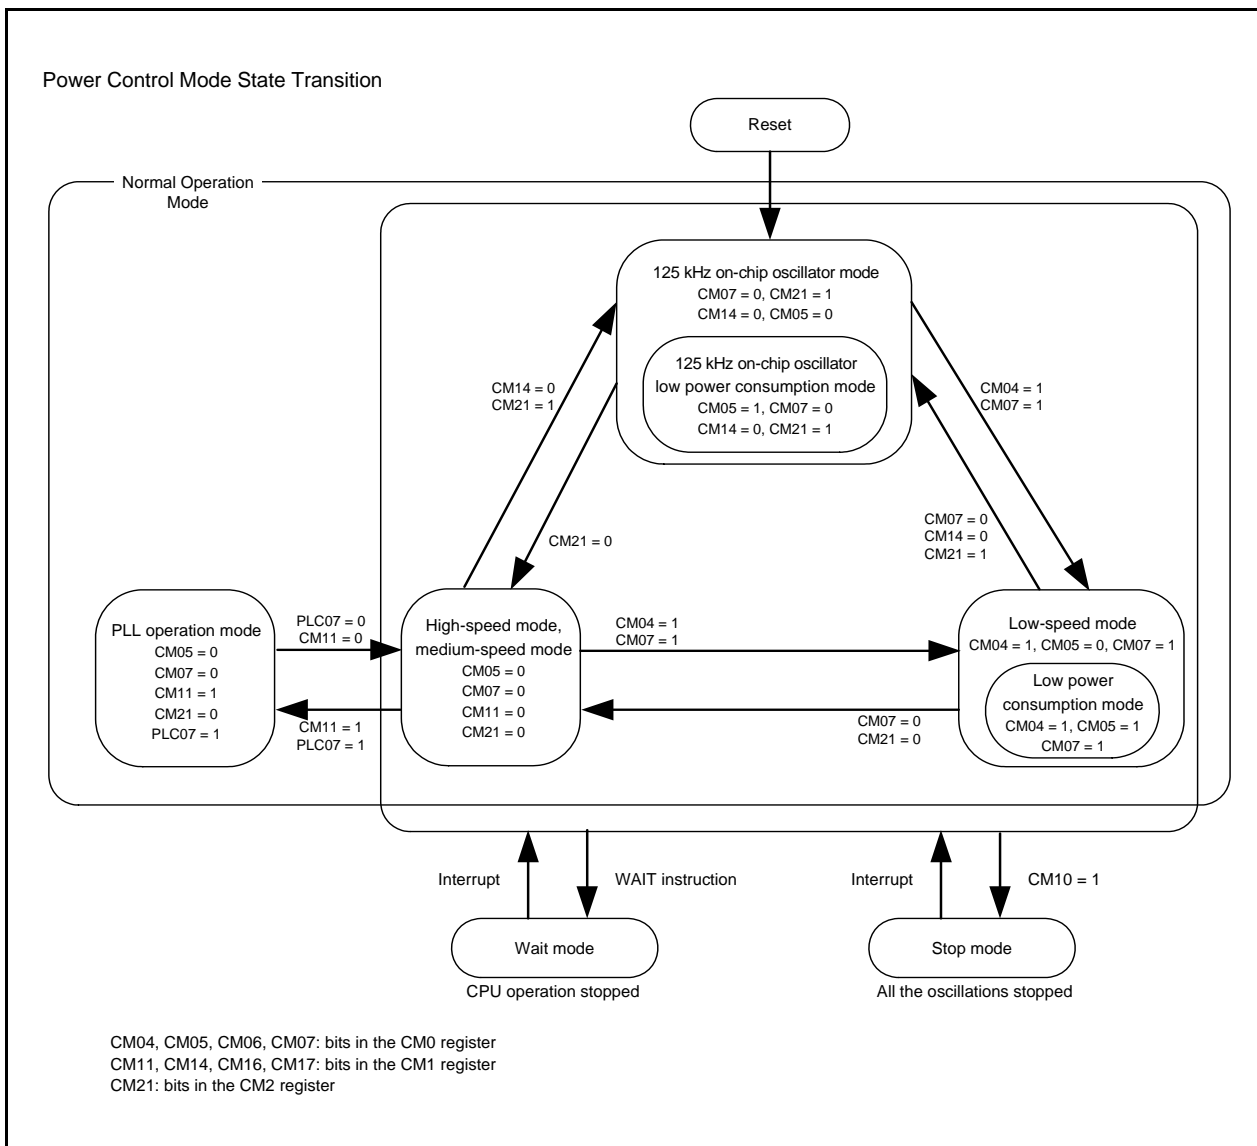 Power Control Mode State Transition
Reset
Normal Operation
Mode
125 kHz on-chip oscillator mode
CM07 = 0, CM21 = 1
CM14 = 0, CM05 = 0
125 kHz on-chip oscillator
low power consumption mode
CM05 = 1, CM07 = 0
CM14 = 0, CM21 = 1
CM14 = 0
CM21 = 1
CM04 = 1
CM07 = 1
CM21 = 0
CM07 = 0
CM14 = 0
CM21 = 1
PLL operation mode
CM05 = 0
CM07 = 0
CM11 = 1
CM21 = 0
PLC07 = 1
PLC07 = 0
CM11 = 0
CM11 = 1
PLC07 = 1
High-speed mode,
medium-speed mode
CM05 = 0
CM07 = 0
CM11 = 0
CM21 = 0
CM04 = 1
CM07 = 1
CM07 = 0
CM21 = 0
Low-speed mode
CM04 = 1, CM05 = 0, CM07 = 1
Low power
consumption mode
CM04 = 1, CM05 = 1
CM07 = 1
Interrupt
WAIT instruction
Interrupt
CM10 = 1
Wait mode
Stop mode
CPU operation stopped
All the oscillations stopped
CM04, CM05, CM06, CM07: bits in the CM0 register
CM11, CM14, CM16, CM17: bits in the CM1 register
CM21: bits in the CM2 register